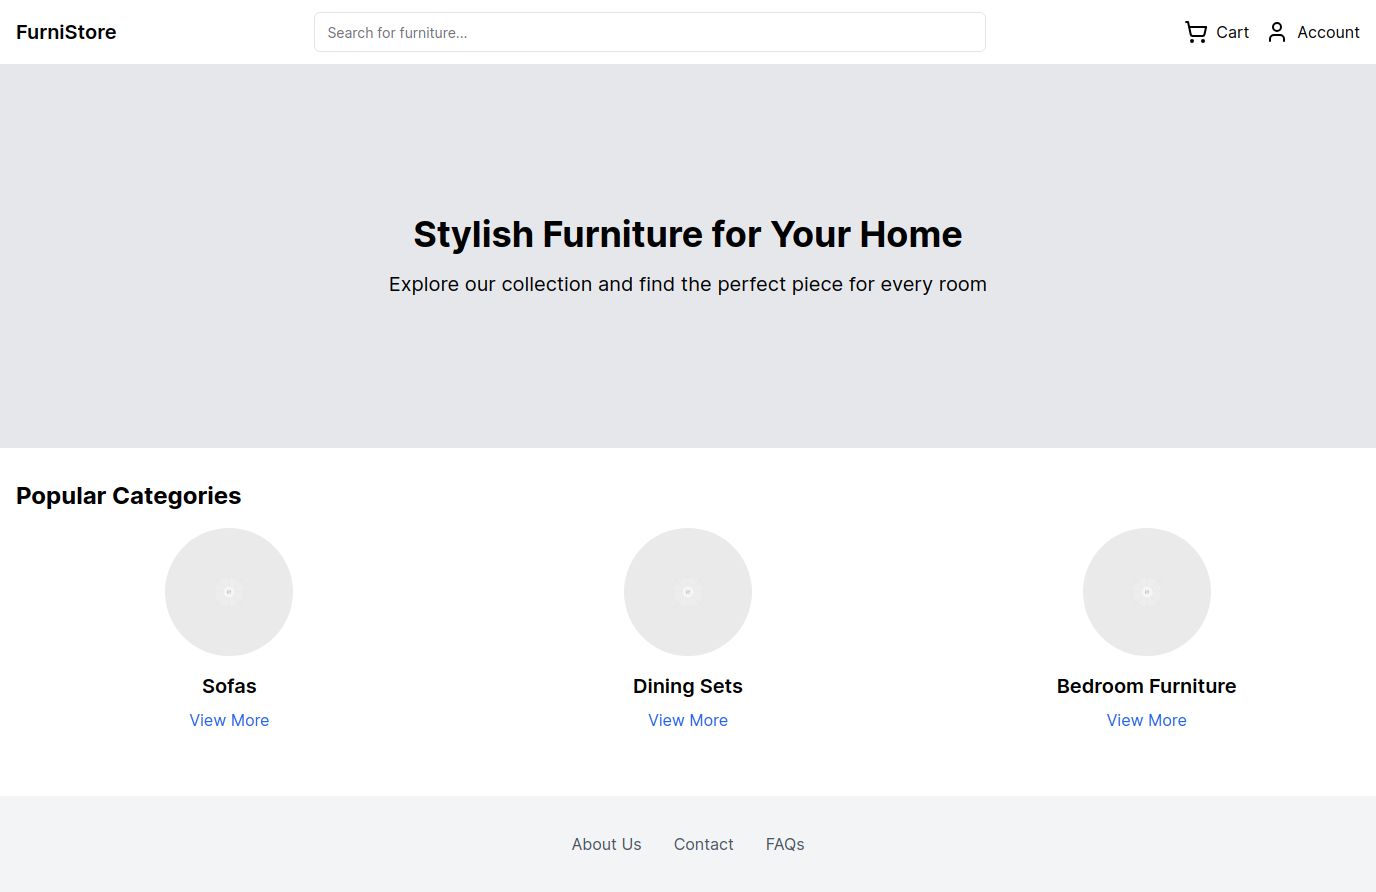 FurniStore
Search for furniture...
Cart
Account
Stylish Furniture for Your Home
Explore our collection and find the perfect piece for every room
Popular Categories
Sofas
Dining Sets
Bedroom Furniture
View More
View More
View More
About Us
Contact
FAQs